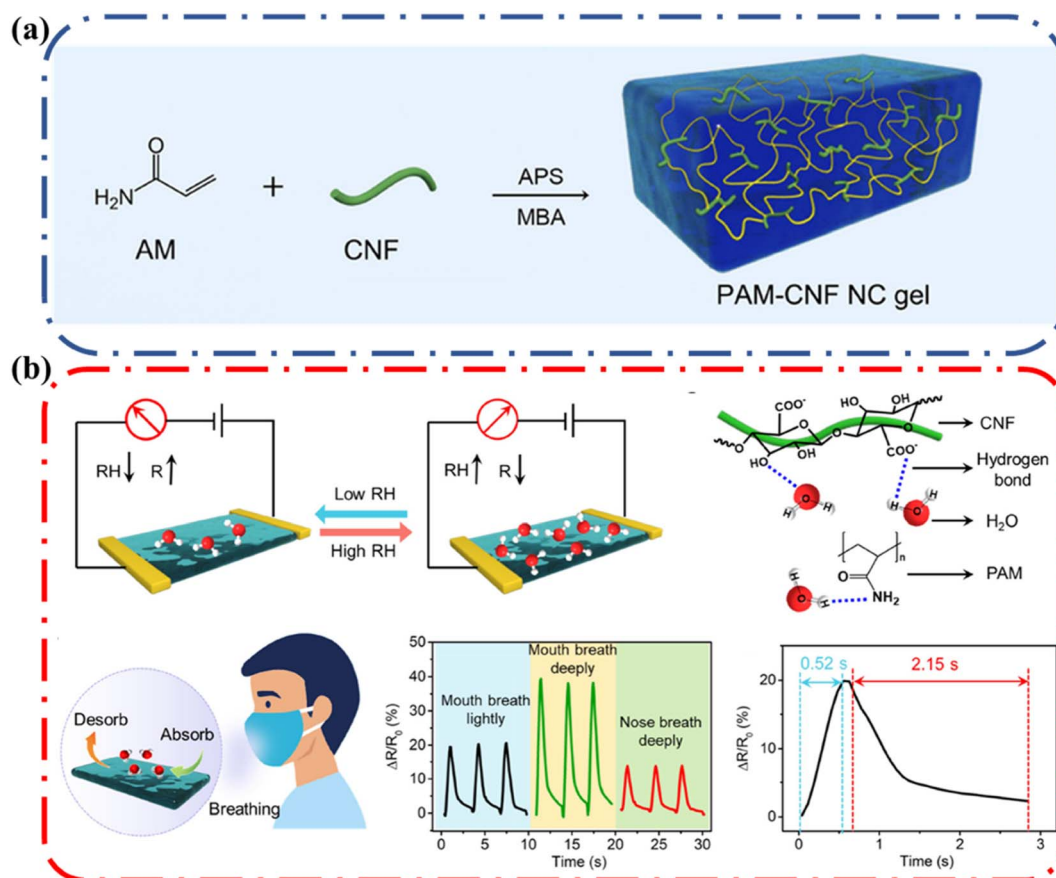 (a)
O
H₂N
AM
+
CNF
APS
MBA
PAM-CNF NC gel
(b)
RH↓ R↑
Low RH
High RH
RH↑ R↓
COO⁻
HO
OH
O
O
OH
HO
O
O
COO⁻
HO
CNF
Hydrogen
bond
H
H
O
H
H
O
H₂O
n
O
NH₂
PAM
H
H
O
Desorb
Absorb
Breathing
ΔR/R₀ (%)
50
40
30
20
10
0
Mouth breath
lightly
Mouth breath
deeply
Nose breath
deeply
0 5 10 15 20 25 30
Time (s)
ΔR/R₀ (%)
20
10
0
0.52 s
2.15 s
0 1 2 3
Time (s)